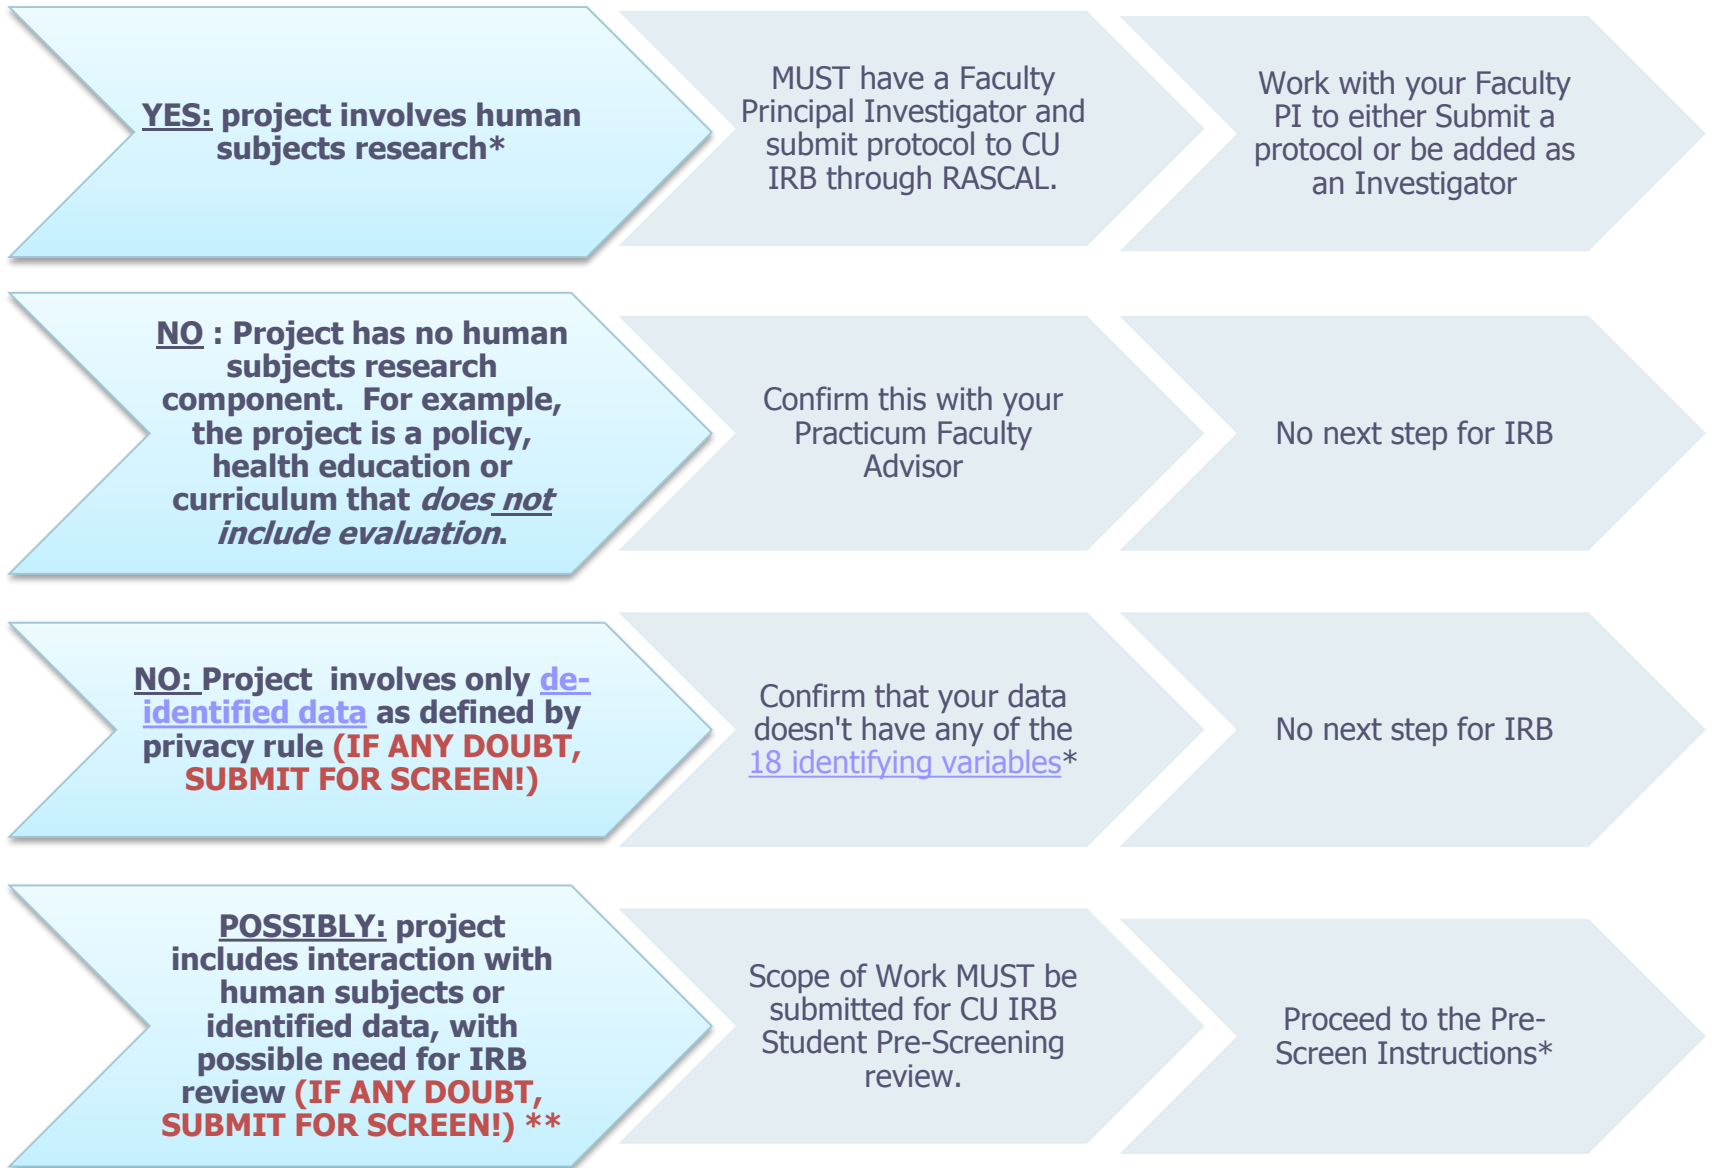 YES: project involves human
subjects research*
MUST have a Faculty
Principal Investigator and
submit protocol to CU
IRB through RASCAL.
Work with your Faculty
PI to either Submit a
protocol or be added as
an Investigator
NO : Project has no human
subjects research
component. For example,
the project is a policy,
health education or
curriculum that does not
include evaluation.
Confirm this with your
Practicum Faculty
Advisor
No next step for IRB
NO: Project involves only de-
identified data as defined by
privacy rule (IF ANY DOUBT,
SUBMIT FOR SCREEN!)
Confirm that your data
doesn't have any of the
18 identifying variables*
No next step for IRB
POSSIBLY: project
includes interaction with
human subjects or
identified data, with
possible need for IRB
review (IF ANY DOUBT,
SUBMIT FOR SCREEN!) **
Scope of Work MUST be
submitted for CU IRB
Student Pre-Screening
review.
Proceed to the Pre-
Screen Instructions*